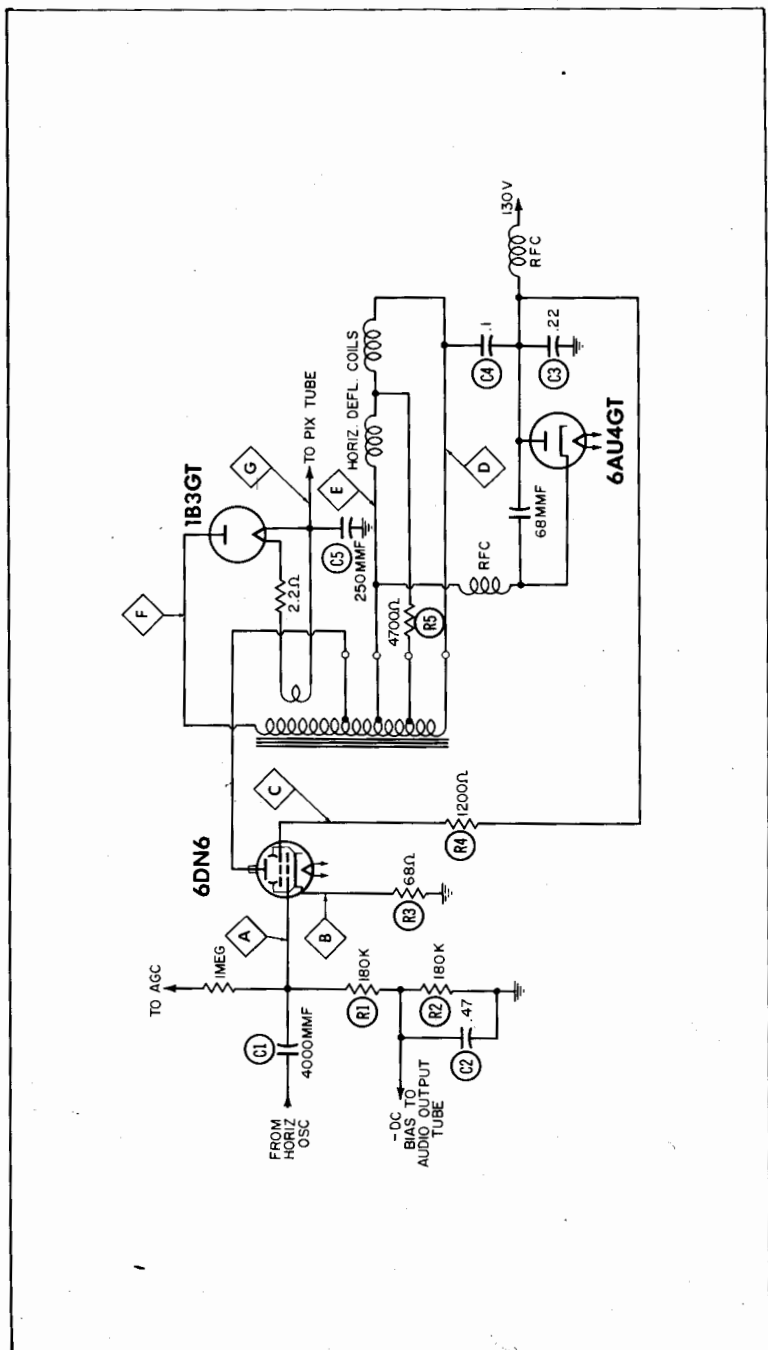 FROM
HORIZ
OSC
C1
4000MMF
TO AGC
1MEG
A
R1
180K
R2
180K
C2
.47
-DC
BIAS TO
AUDIO OUTPUT
TUBE
6DN6
B
R3
68Ω
C
R4
1200Ω
F
1B3GT
2.2Ω
G
TO PIX TUBE
C5
250MMF
E
HORIZ. DEFL. COILS
4700Ω
R5
D
RFC
68MMF
6AU4GT
C4
.1
C3
.22
RFC
130V